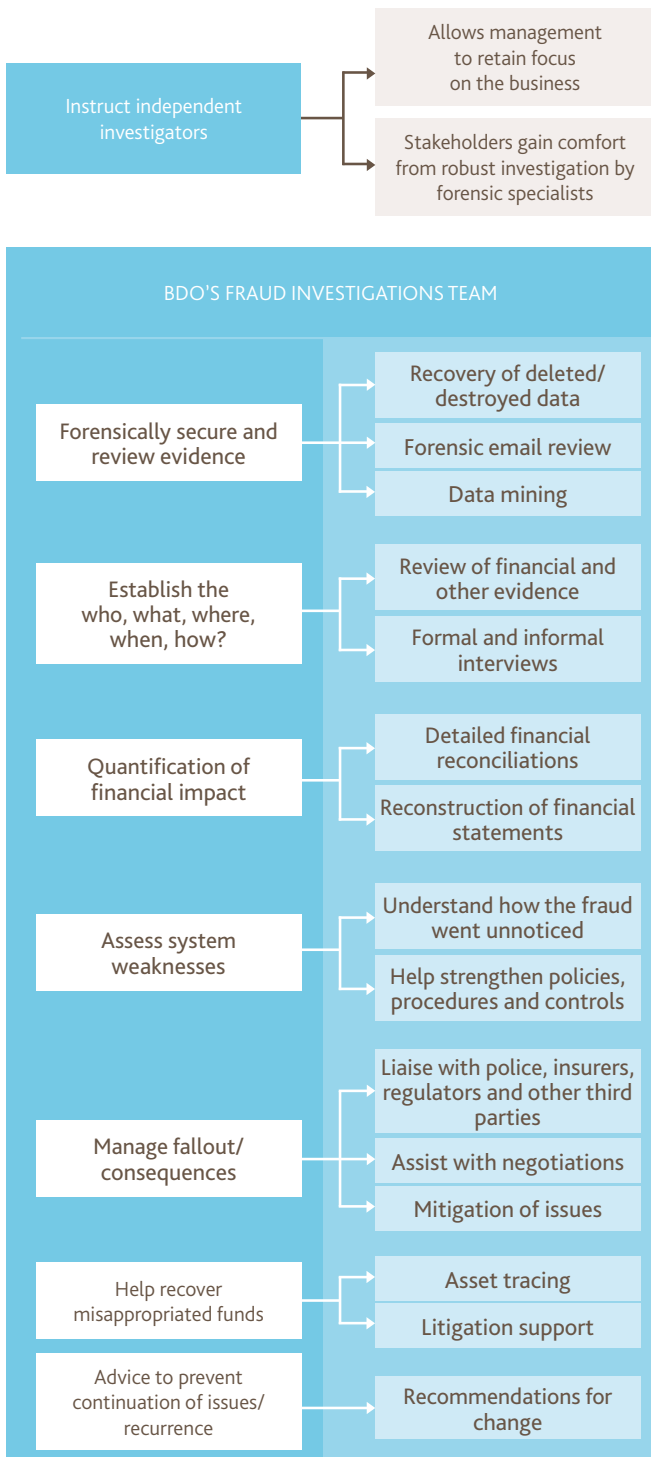 Instruct independent
investigators
Allows management
to retain focus
on the business
Stakeholders gain comfort
from robust investigation by
forensic specialists
BDO'S FRAUD INVESTIGATIONS TEAM
Forensically secure and
review evidence
Recovery of deleted/
destroyed data
Forensic email review
Data mining
Establish the
who, what, where,
when, how?
Review of financial and
other evidence
Formal and informal
interviews
Quantification of
financial impact
Detailed financial
reconciliations
Reconstruction of financial
statements
Assess system
weaknesses
Understand how the fraud
went unnoticed
Help strengthen policies,
procedures and controls
Manage fallout/
consequences
Liaise with police, insurers,
regulators and other third
parties
Assist with negotiations
Mitigation of issues
Help recover
misappropriated funds
Asset tracing
Litigation support
Advice to prevent
continuation of issues/
recurrence
Recommendations for
change